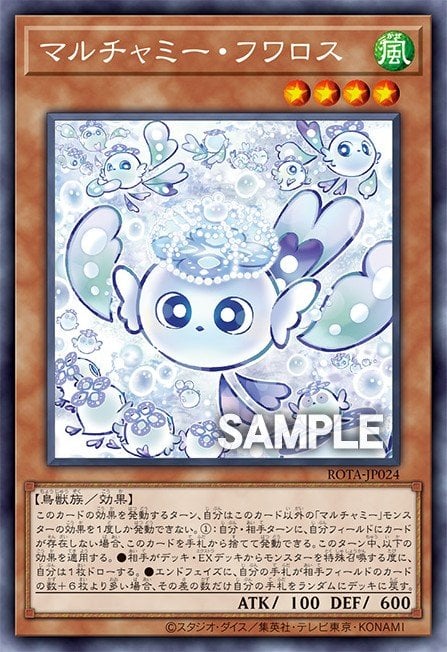 マルチャミー・フワロス
風
SAMPLE
ROTA-JP024
【鳥獣族／効果】
このカードの効果を発動するターン、自分はこのカード以外の「マルチャミー」モンス
ターの効果を１度しか発動できない。①：自分・相手ターンに、自分フィールドにカード
が存在しない場合、このカードを手札から捨てて発動できる。このターン中、以下の
効果を適用する。●相手がデッキ・EXデッキからモンスターを特殊召喚する度に、
自分は１枚ドローする。●エンドフェイズに、自分の手札が相手フィールドのカード
の数＋６枚より多い場合、その差の数だけ自分の手札をランダムにデッキに戻す。
ATK/ 100 DEF/ 600
©スタジオ・ダイス／集英社・テレビ東京・KONAMI